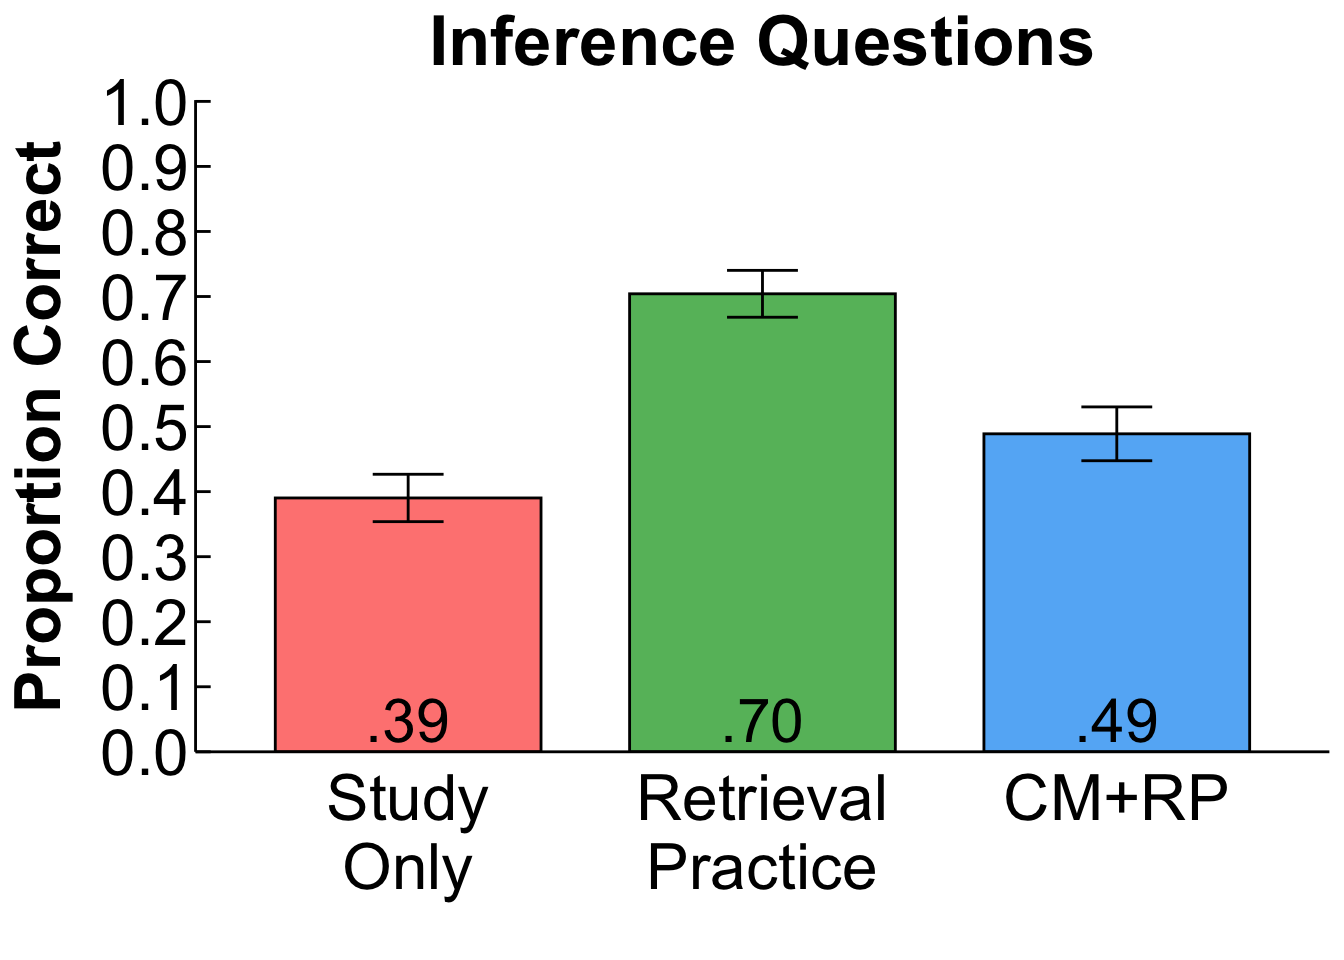 Inference Questions
Proportion Correct
1.0
0.9
0.8
0.7
0.6
0.5
0.4
0.3
0.2
0.1
0.0
.39
.70
.49
Study
Only
Retrieval
Practice
CM+RP